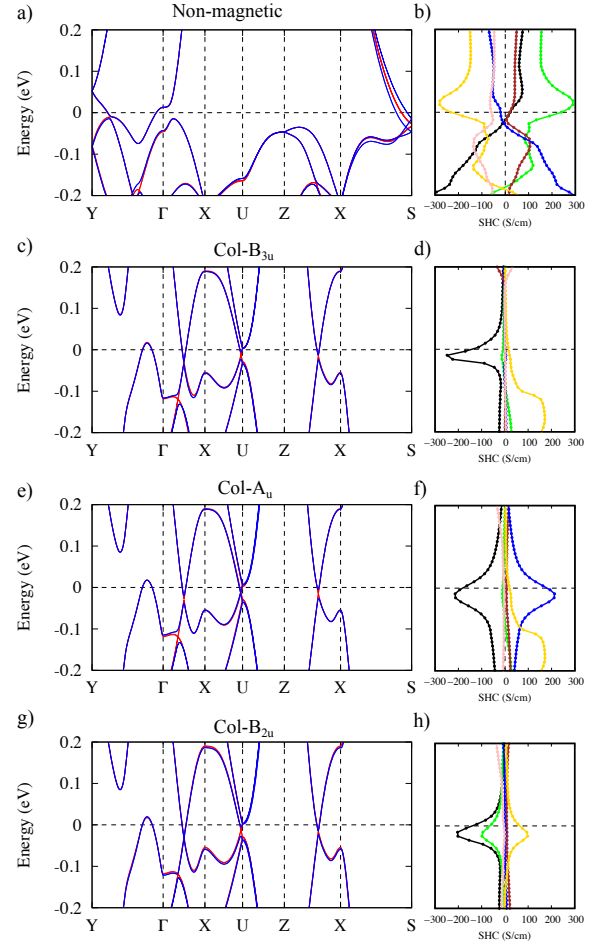 a) Non-magnetic b)
Energy (eV)
0.2
0.1
0
-0.1
-0.2
Y Γ X U Z X S
−300−200−100 0 100 200 300
SHC (S/cm)
c) Col-B3u d)
Energy (eV)
0.2
0.1
0
-0.1
-0.2
Y Γ X U Z X S
−300−200−100 0 100 200 300
SHC (S/cm)
e) Col-Au f)
Energy (eV)
0.2
0.1
0
-0.1
-0.2
Y Γ X U Z X S
−300−200−100 0 100 200 300
SHC (S/cm)
g) Col-B2u h)
Energy (eV)
0.2
0.1
0
-0.1
-0.2
Y Γ X U Z X S
−300−200−100 0 100 200 300
SHC (S/cm)